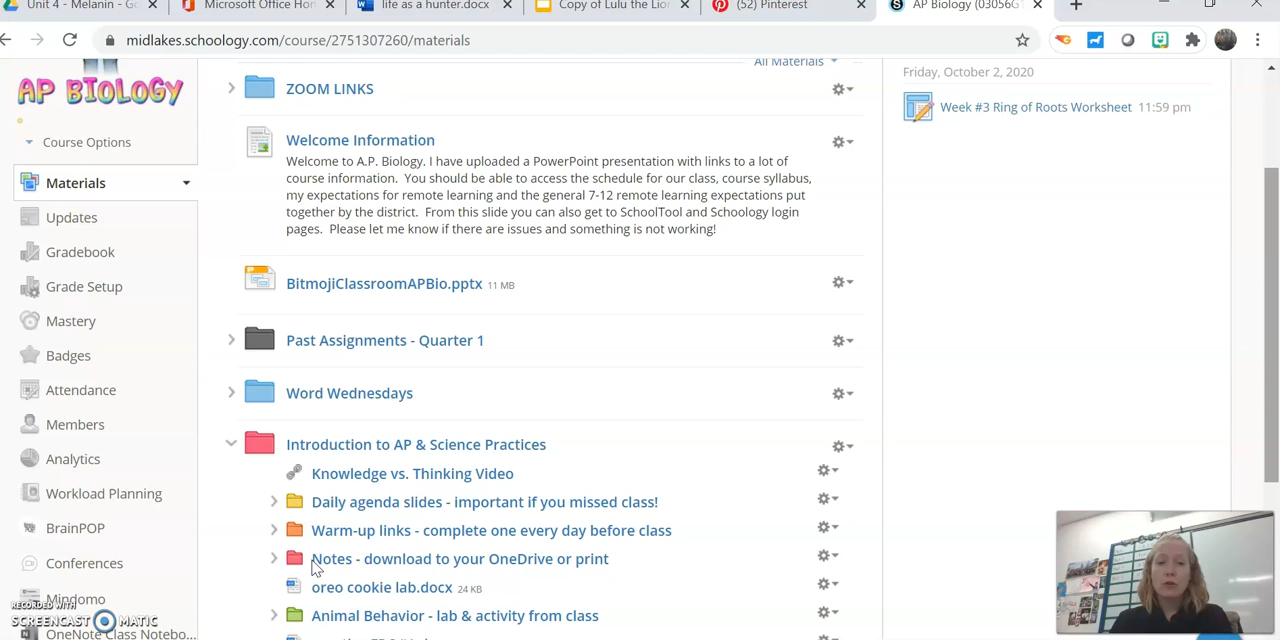 Unit 4 - Melanin - Go
Microsoft Office Hon
life as a hunter.docx
Copy of Lulu the Lion
(52) Pinterest
AP Biology (03056G1
midlakes.schoology.com/course/2751307260/materials
AP BIOLOGY
Course Options
Materials
Updates
Gradebook
Grade Setup
Mastery
Badges
Attendance
Members
Analytics
Workload Planning
BrainPOP
Conferences
Mindomo
OneNote Class Notebo...
RECORDED WITH
SCREENCAST MATIC
All Materials
ZOOM LINKS
Welcome Information
Welcome to A.P. Biology. I have uploaded a PowerPoint presentation with links to a lot of
course information. You should be able to access the schedule for our class, course syllabus,
my expectations for remote learning and the general 7-12 remote learning expectations put
together by the district. From this slide you can also get to SchoolTool and Schoology login
pages. Please let me know if there are issues and something is not working!
BitmojiClassroomAPBio.pptx 11 MB
Past Assignments - Quarter 1
Word Wednesdays
Introduction to AP & Science Practices
Knowledge vs. Thinking Video
Daily agenda slides - important if you missed class!
Warm-up links - complete one every day before class
Notes - download to your OneDrive or print
oreo cookie lab.docx 24 KB
Animal Behavior - lab & activity from class
Friday, October 2, 2020
Week #3 Ring of Roots Worksheet 11:59 pm